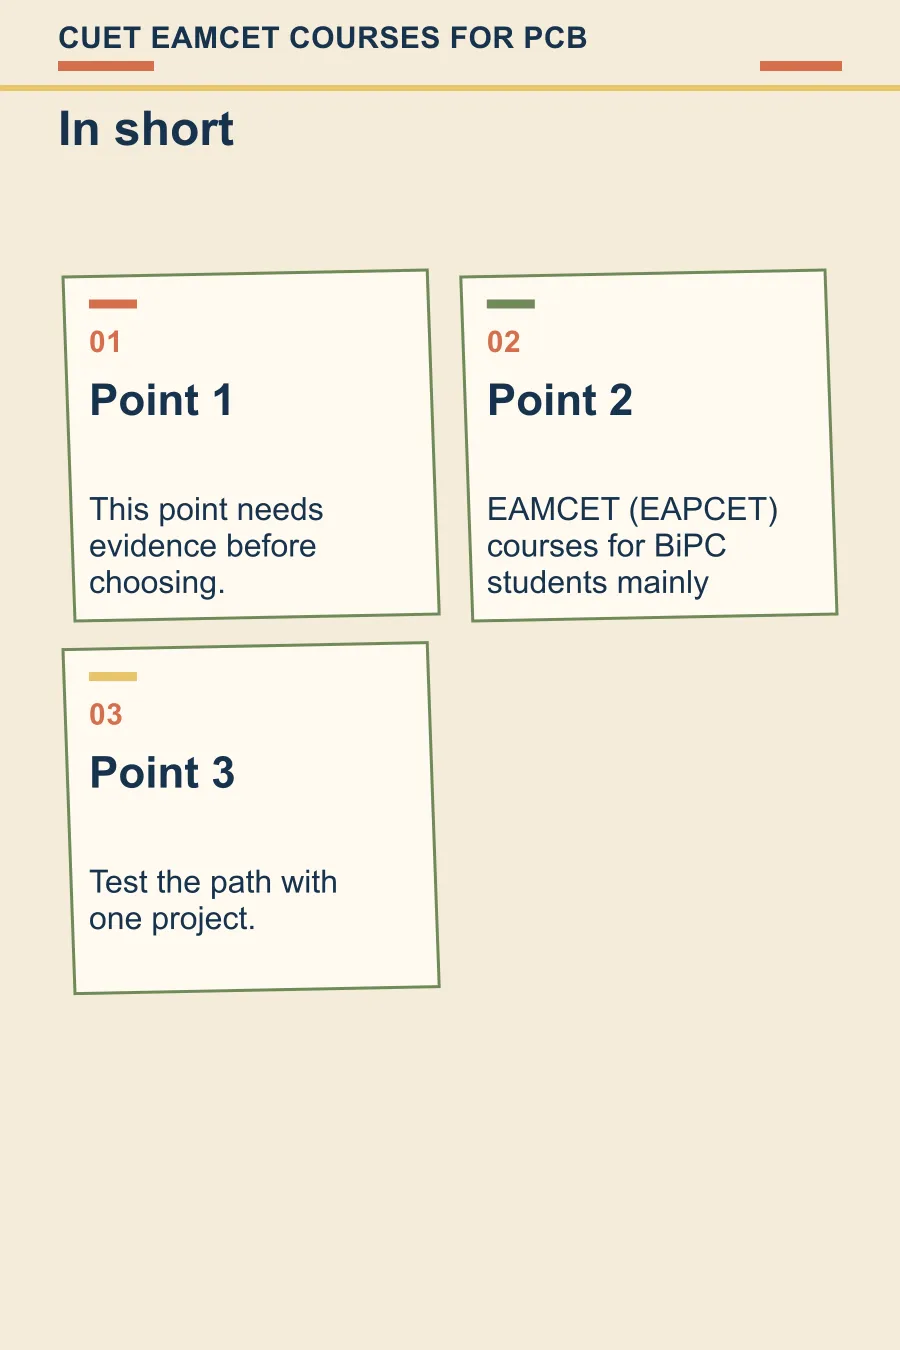 CUET EAMCET COURSES FOR PCB
In short
01
Point 1
This point needs
evidence before
choosing.
02
Point 2
EAMCET (EAPCET)
courses for BiPC
students mainly
03
Point 3
Test the path with
one project.